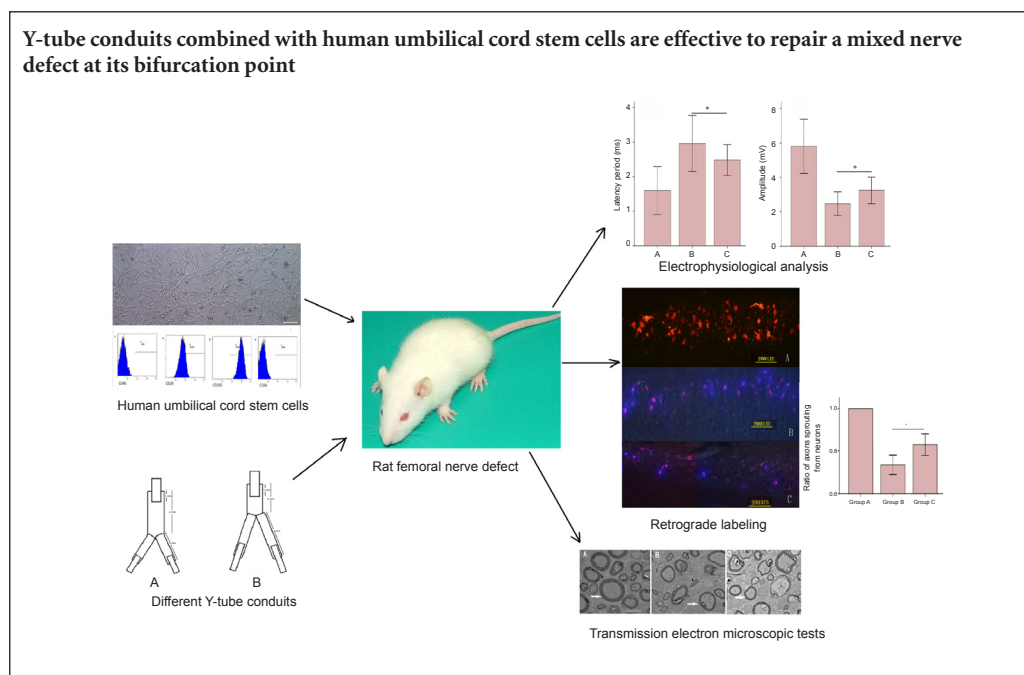 Y-tube conduits combined with human umbilical cord stem cells are effective to repair a mixed nerve
defect at its bifurcation point
Human umbilical cord stem cells
A
B
Different Y-tube conduits
Rat femoral nerve defect
Latency period (ms)
4
3
2
1
0
*
A
B
C
Amplitude (mV)
8
6
4
2
0
*
A
B
C
Electrophysiological analysis
A
200um
B
200um
C
200um
Retrograde labeling
Ratio of axons sprouting
from neurons
1.0
0.8
0.6
Group A
Group B
Group C
A
B
Transmission electron microscopic tests